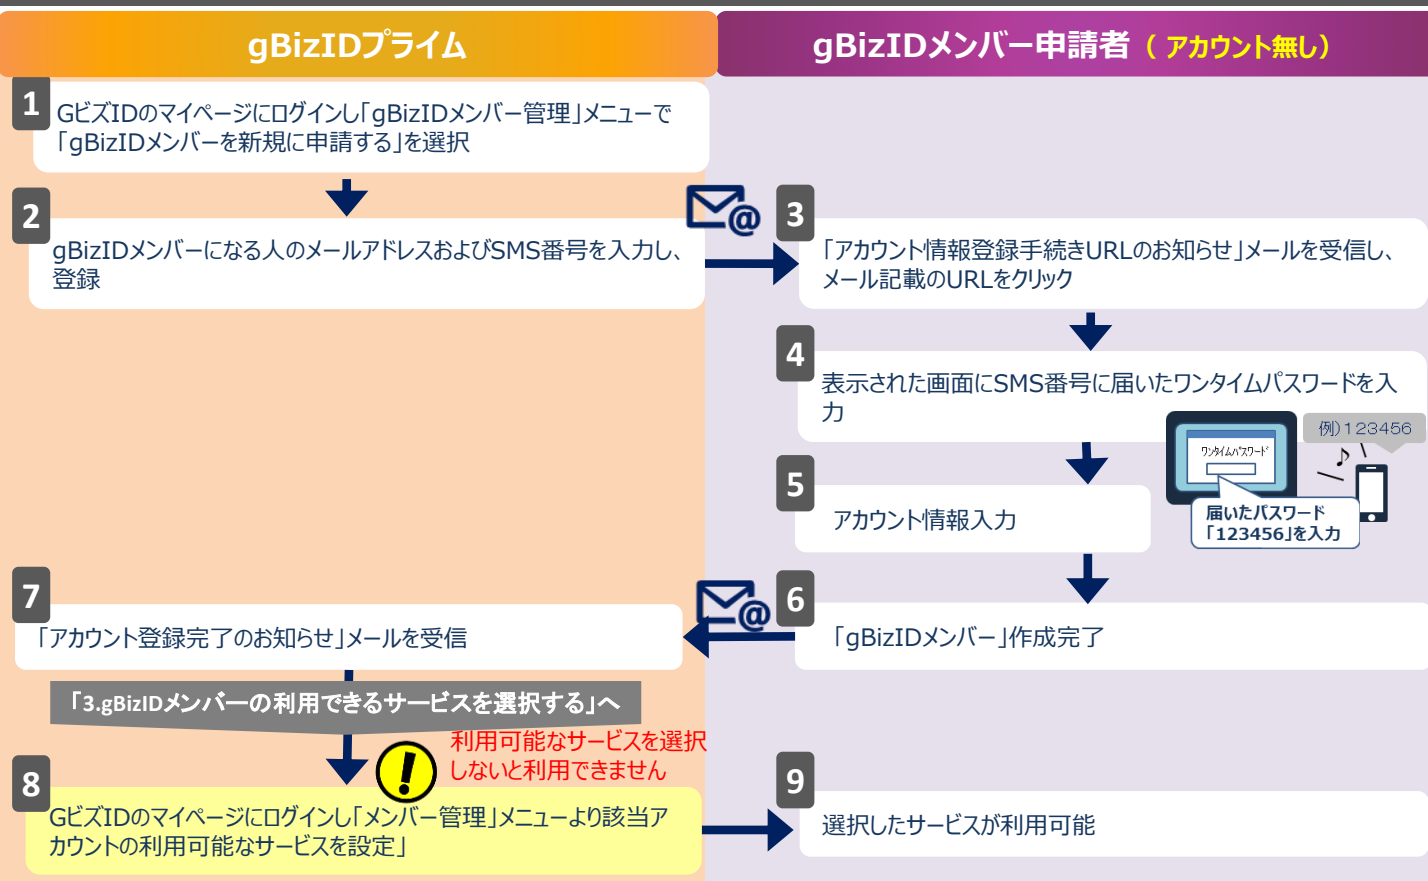 gBizIDプライム
gBizIDメンバー申請者（ アカウント無し）
1
GビズIDのマイページにログインし「gBizIDメンバー管理」メニューで
「gBizIDメンバーを新規に申請する」を選択
2
gBizIDメンバーになる人のメールアドレスおよびSMS番号を入力し、
登録
@
3
「アカウント情報登録手続きURLのお知らせ」メールを受信し、
メール記載のURLをクリック
4
表示された画面にSMS番号に届いたワンタイムパスワードを入
力
例）123456
ワンタイムパスワード
♪
届いたパスワード
「123456」を入力
5
アカウント情報入力
6
「gBizIDメンバー」作成完了
@
7
「アカウント登録完了のお知らせ」メールを受信
「3.gBizIDメンバーの利用できるサービスを選択する」へ
!
利用可能なサービスを選択
しないと利用できません
8
GビズIDのマイページにログインし「メンバー管理」メニューより該当ア
カウントの利用可能なサービスを設定」
9
選択したサービスが利用可能